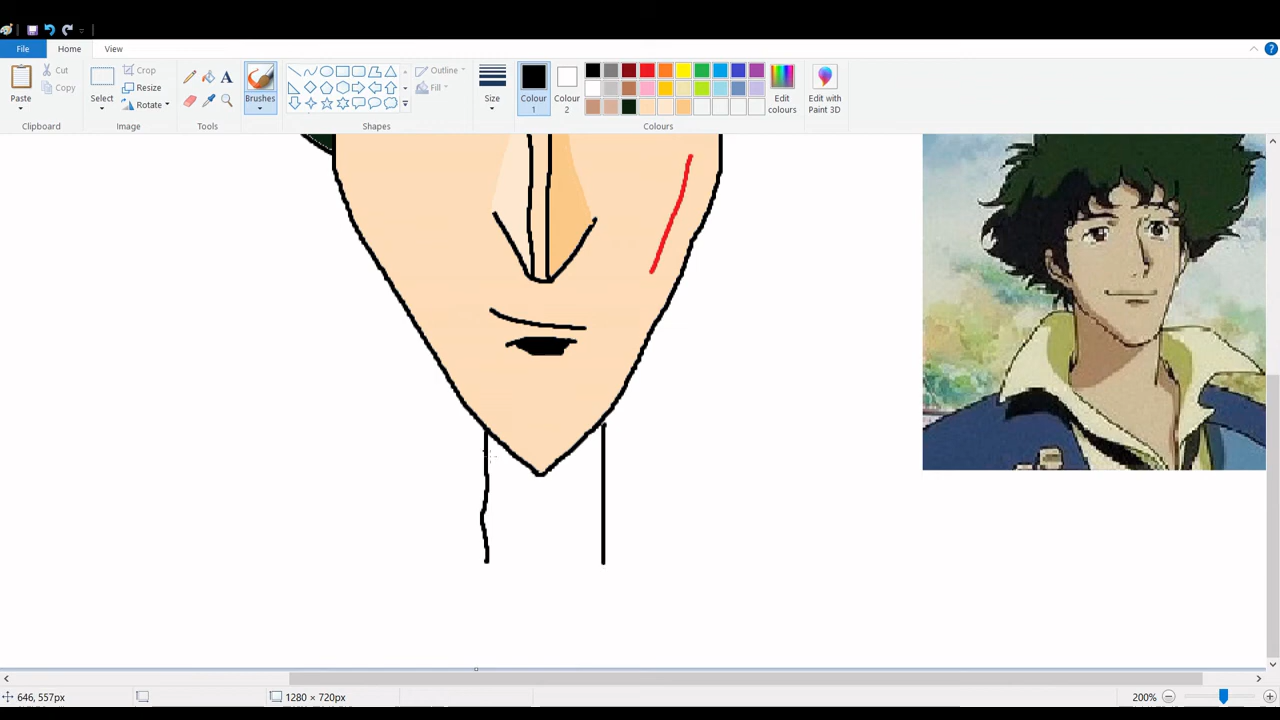 File Home View
Paste
Cut
Copy
Clipboard
Select
Crop
Resize
Rotate
Image
A
Tools
Brushes
Outline
Fill
Shapes
Size
Colour 1
Colour 2
Edit colours
Colours
Edit with Paint 3D
?
646, 557px
1280 × 720px
200%